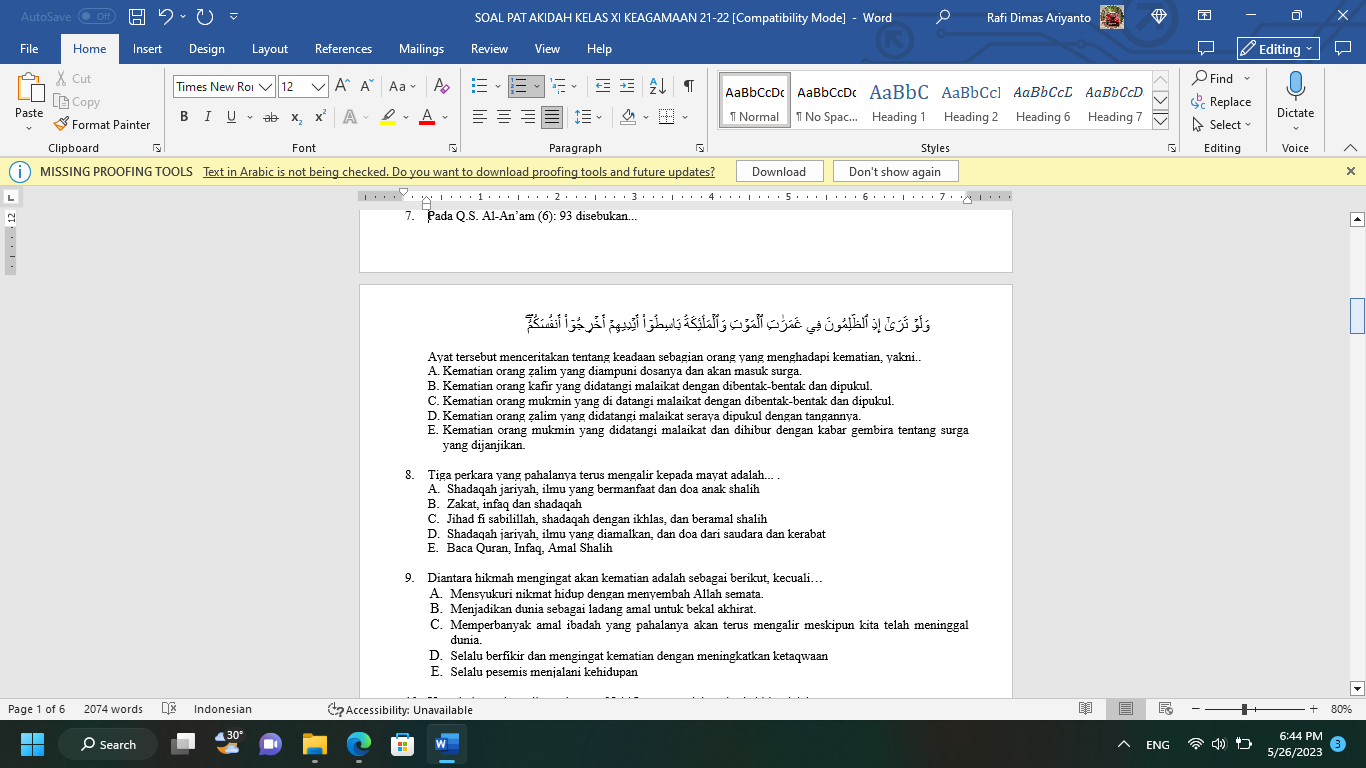 AutoSave Off
SOAL PAT AKIDAH KELAS XI KEAGAMAAN 21-22 [Compatibility Mode] - Word
Rafi Dimas Ariyanto
File Home Insert Design Layout References Mailings Review View Help
Editing
Paste
Cut
Copy
Format Painter
Clipboard
Times New Ro
12
Font
Paragraph
AaBbCcDc
¶ Normal
AaBbCcDc
¶ No Spac...
AaBbC
Heading 1
AaBbCcI
Heading 2
AaBbCcD
Heading 6
AaBbCcD
Heading 7
Styles
Find
Replace
Select
Editing
Dictate
Voice
MISSING PROOFING TOOLS Text in Arabic is not being checked. Do you want to download proofing tools and future updates? Download Don't show again
1 2 3 4 5 6 7
12
7. Pada Q.S. Al-An’am (6): 93 disebukan...
وَلَوۡ تَرَىٰٓ إِذِ ٱلظَّٰلِمُونَ فِي غَمَرَٰتِ ٱلۡمَوۡتِ وَٱلۡمَلَٰٓئِكَةُ بَاسِطُوٓاْ أَيۡدِيهِمۡ أَخۡرِجُوٓاْ أَنفُسَكُمُۖ
Ayat tersebut menceritakan tentang keadaan sebagian orang yang menghadapi kematian, yakni..
A. Kematian orang zalim yang diampuni dosanya dan akan masuk surga.
B. Kematian orang kafir yang didatangi malaikat dengan dibentak-bentak dan dipukul.
C. Kematian orang mukmin yang di datangi malaikat dengan dibentak-bentak dan dipukul.
D. Kematian orang zalim yang didatangi malaikat seraya dipukul dengan tangannya.
E. Kematian orang mukmin yang didatangi malaikat dan dihibur dengan kabar gembira tentang surga
yang dijanjikan.
8. Tiga perkara yang pahalanya terus mengalir kepada mayat adalah... .
A. Shadaqah jariyah, ilmu yang bermanfaat dan doa anak shalih
B. Zakat, infaq dan shadaqah
C. Jihad fi sabilillah, shadaqah dengan ikhlas, dan beramal shalih
D. Shadaqah jariyah, ilmu yang diamalkan, dan doa dari saudara dan kerabat
E. Baca Quran, Infaq, Amal Shalih
9. Diantara hikmah mengingat akan kematian adalah sebagai berikut, kecuali…
A. Mensyukuri nikmat hidup dengan menyembah Allah semata.
B. Menjadikan dunia sebagai ladang amal untuk bekal akhirat.
C. Memperbanyak amal ibadah yang pahalanya akan terus mengalir meskipun kita telah meninggal
dunia.
D. Selalu berfikir dan mengingat kematian dengan meningkatkan ketaqwaan
E. Selalu pesemis menjalani kehidupan
Page 1 of 6 2074 words Indonesian Accessibility: Unavailable 80%
Search
30°
ENG
6:44 PM
5/26/2023
3